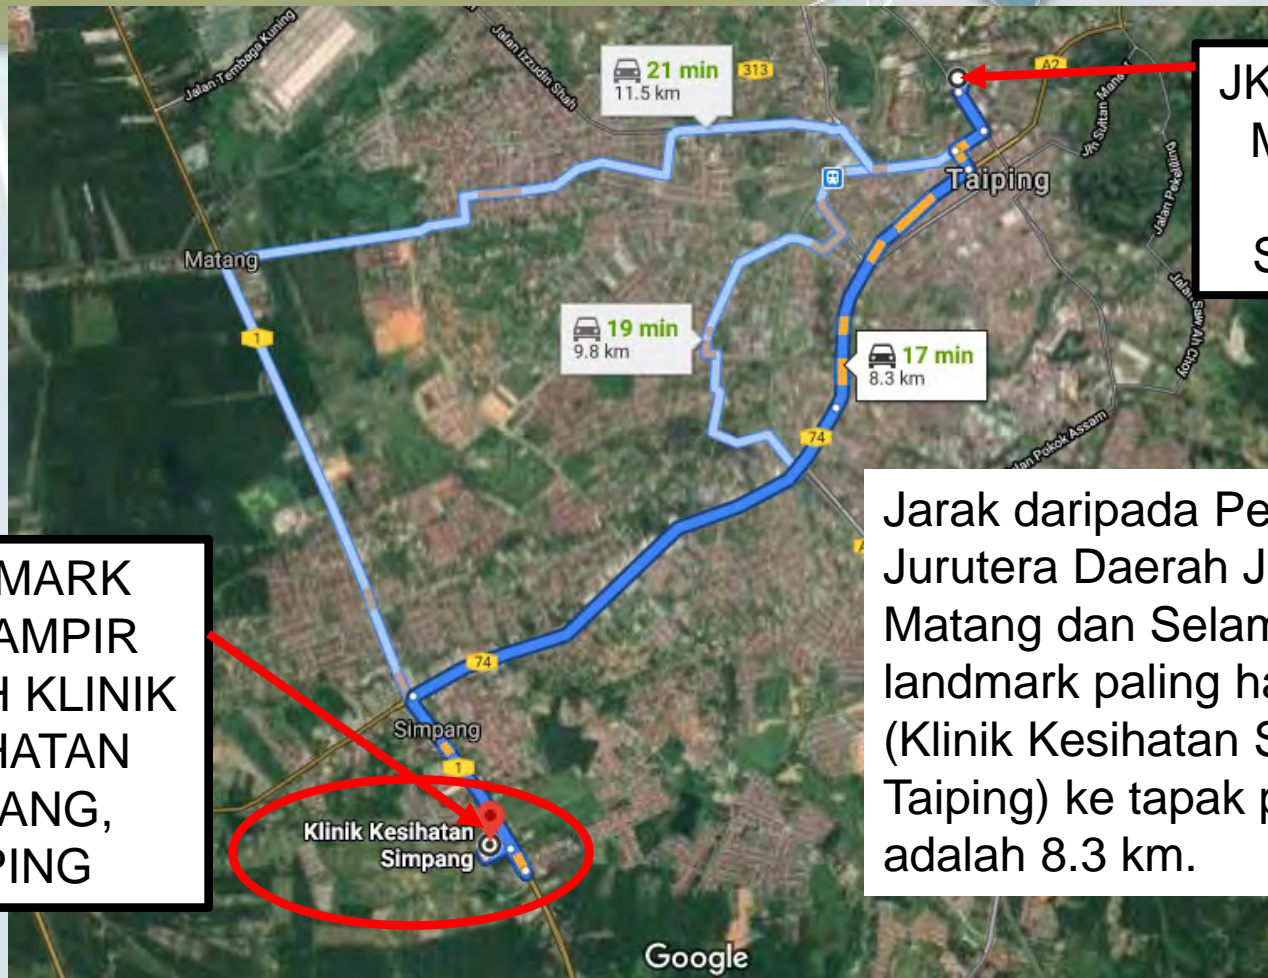 Jalan Tembaga Kuning
Jalan Izzudin Shah
21 min
11.5 km
313
A2
Jln Sultan Mans
JK
M
S
Taiping
Jalan Pekeliling
Jalan Saw Ah Choy
Matang
1
19 min
9.8 km
17 min
8.3 km
74
Jalan Pokok Assam
A
Jarak daripada Pe
Jurutera Daerah J
Matang dan Selam
landmark paling ha
(Klinik Kesihatan S
Taiping) ke tapak p
adalah 8.3 km.
MARK
AMPIR
H KLINIK
HATAN
ANG,
PING
74
Simpang
1
Klinik Kesihatan
Simpang
Google